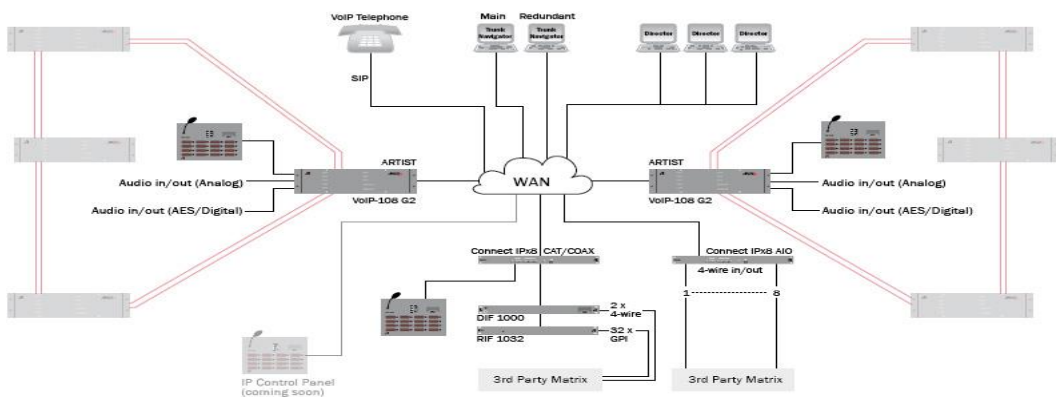 VoIP Telephone
Main
Redundant
Trunk
Navigator
Trunk
Navigator
Director
Director
Director
SIP
ARTIST
ARTIST
WAN
Audio in/out (Analog)
VoIP-108 G2
VoIP-108 G2
Audio in/out (Analog)
Audio in/out (AES/Digital)
Audio in/out (AES/Digital)
Connect IPx8 CAT/COAX
Connect IPx8 AIO
4-wire in/out
1
8
2 x
4-wire
DIF 1000
32 x
GPI
RIF 1032
IP Control Panel
(coming soon)
3rd Party Matrix
3rd Party Matrix